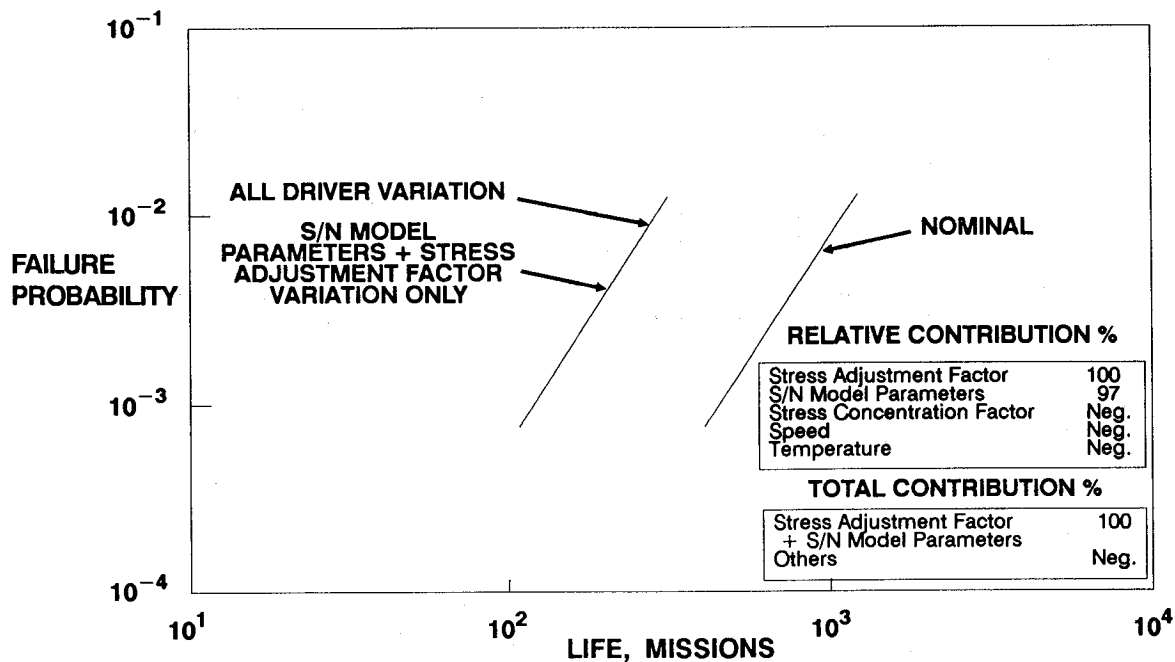 10⁻¹
10⁻²
10⁻³
10⁻⁴
FAILURE
PROBABILITY
ALL DRIVER VARIATION
S/N MODEL
PARAMETERS + STRESS
ADJUSTMENT FACTOR
VARIATION ONLY
NOMINAL
RELATIVE CONTRIBUTION %
Stress Adjustment Factor 100
S/N Model Parameters 97
Stress Concentration Factor Neg.
Speed Neg.
Temperature Neg.
TOTAL CONTRIBUTION %
Stress Adjustment Factor 100
+ S/N Model Parameters
Others Neg.
10¹ 10² 10³ 10⁴
LIFE, MISSIONS